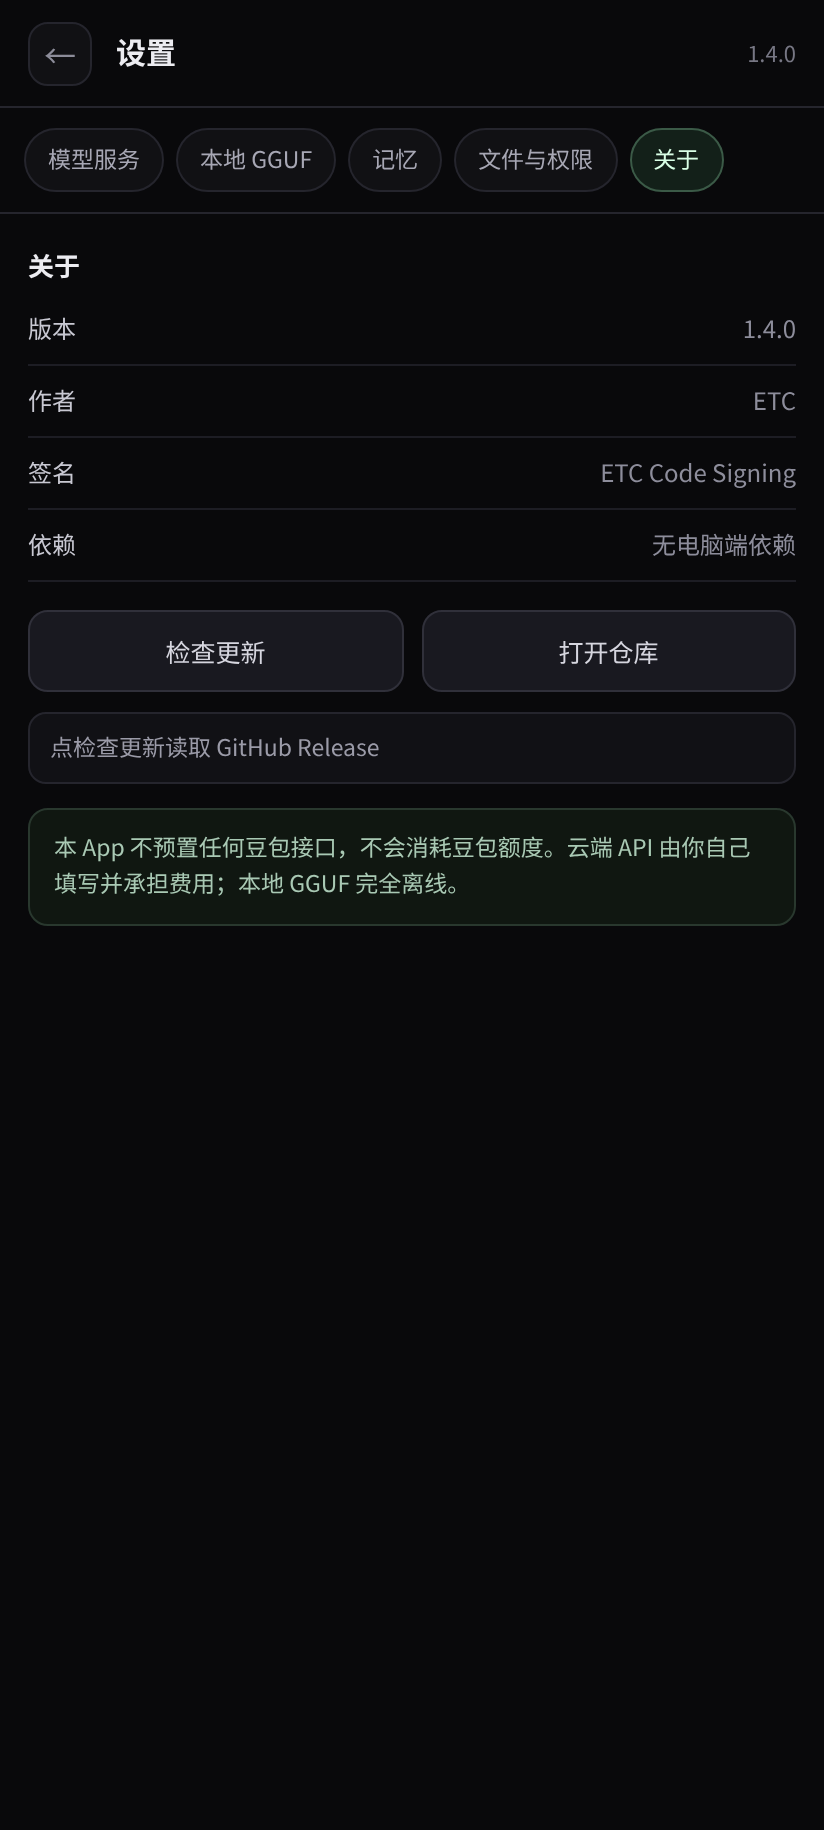 ← 设置 1.4.0
模型服务 本地 GGUF 记忆 文件与权限 关于
关于
版本 1.4.0
作者 ETC
签名 ETC Code Signing
依赖 无电脑端依赖
检查更新 打开仓库
点检查更新读取 GitHub Release
本 App 不预置任何豆包接口，不会消耗豆包额度。云端 API 由你自己
填写并承担费用；本地 GGUF 完全离线。